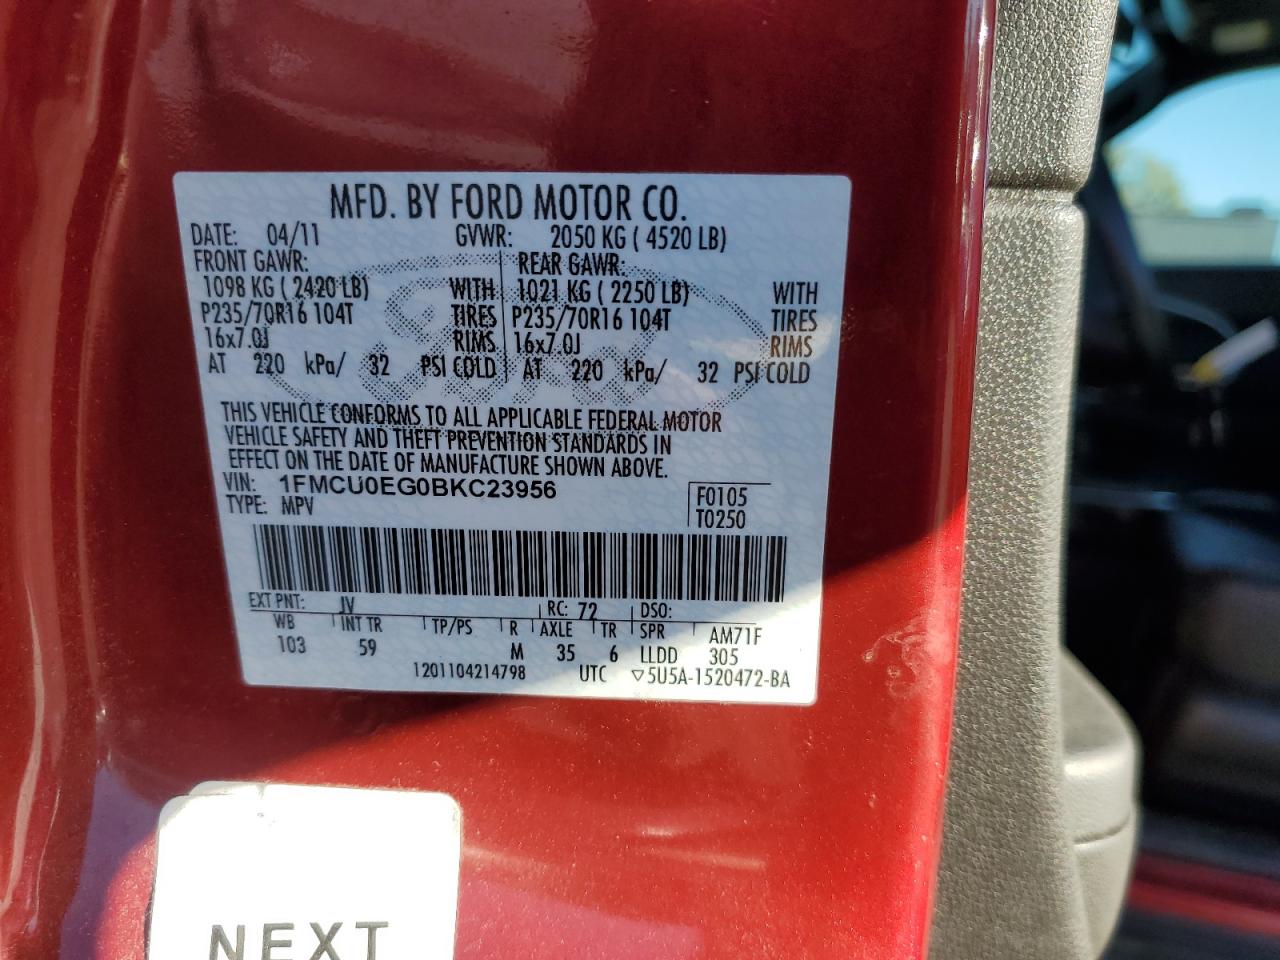 MFD. BY FORD MOTOR CO.
DATE: 04/11 GVWR: 2050 KG ( 4520 LB)
FRONT GAWR: REAR GAWR:
1098 KG ( 2420 LB) WITH 1021 KG ( 2250 LB) WITH
P235/70R16 104T TIRES P235/70R16 104T TIRES
16x7.0J RIMS 16x7.0J RIMS
AT 220 kPa/ 32 PSI COLD AT 220 kPa/ 32 PSI COLD
THIS VEHICLE CONFORMS TO ALL APPLICABLE FEDERAL MOTOR
VEHICLE SAFETY AND THEFT PREVENTION STANDARDS IN
EFFECT ON THE DATE OF MANUFACTURE SHOWN ABOVE.
VIN: 1FMCU0EG0BKC23956 F0105
TYPE: MPV T0250
EXT PNT: JV RC: 72 DSO:
WB INT TR TP/PS R AXLE TR SPR AM71F
103 59 M 35 6 LLDD 305
1201104214798 UTC ▽5U5A-1520472-BA
NEXT